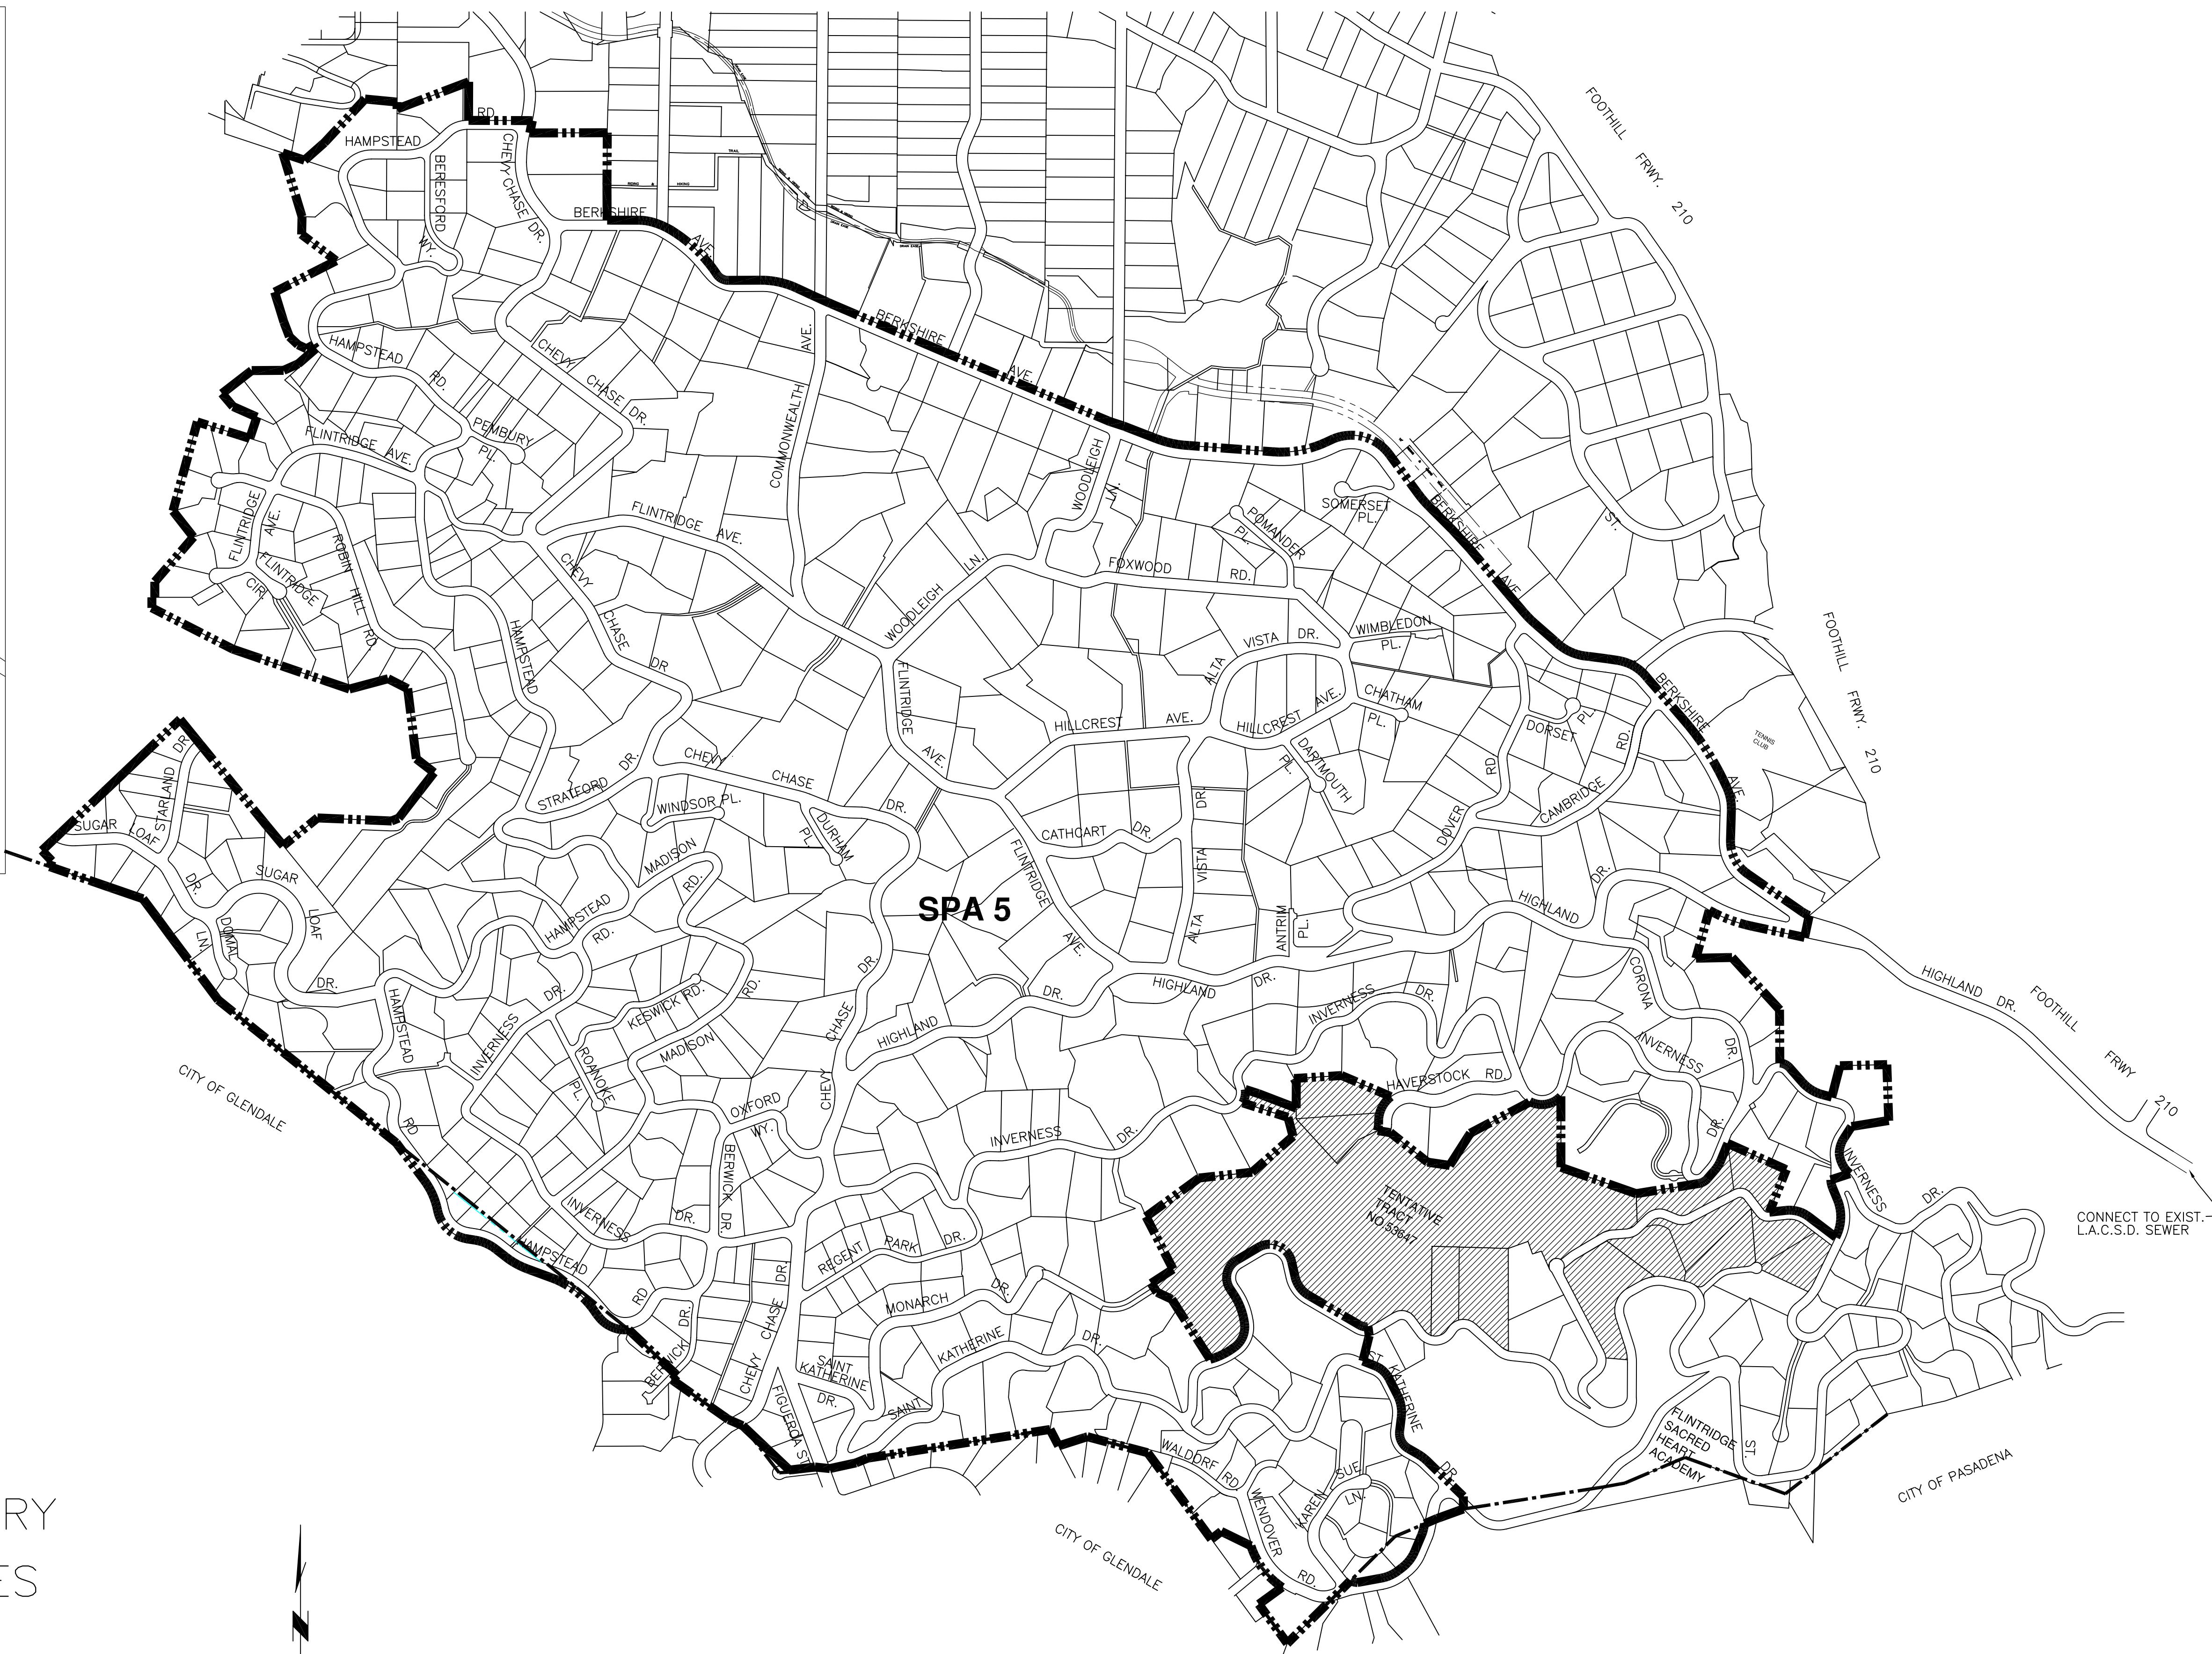 FOOTHILL FRWY. 210
HAMPSTEAD RD.
BERESFORD WY.
CHEVY CHASE DR.
TRAIL
BERKSHIRE AVE.
BERKSHIRE AVE.
HAMPSTEAD RD.
CHEVY CHASE DR.
COMMONWEALTH AVE.
PEMBURY PL.
FLINTRIDGE AVE.
WOODLEIGH LN.
SOMERSET PL.
POMANDER PL.
BERKSHIRE AVE.
ST.
FLINTRIDGE AVE.
FLINTRIDGE AVE.
ROBIN HILL RD.
FLINTRIDGE CIR.
CHEVY CHASE DR.
FOXWOOD RD.
WOODLEIGH LN.
HAMPSTEAD
ALTA VISTA DR.
WIMBLEDON PL.
FOOTHILL FRWY. 210
FLINTRIDGE AVE.
HILLCREST AVE.
HILLCREST AVE.
CHATHAM PL.
DARTMOUTH PL.
DORSET PL.
DOVER RD.
CAMBRIDGE RD.
BERKSHIRE AVE.
TENNIS
CLUB
STARLAND DR.
SUGAR LOAF DR.
STRATFORD DR.
CHEVY CHASE DR.
WINDSOR PL.
DURHAM PL.
MADISON RD.
CATHCART DR.
ALTA VISTA DR.
FLINTRIDGE AVE.
SUGAR LOAF DR.
DOMAL LN.
SPA 5
HAMPSTEAD RD.
ANTRIM PL.
HIGHLAND DR.
HIGHLAND DR.
HIGHLAND DR.
CORONA DR.
HIGHLAND DR.
FOOTHILL FRWY 210
HAMPSTEAD RD
INVERNESS DR.
KESWICK RD.
MADISON RD.
ROANOKE PL.
CHEVY CHASE DR.
INVERNESS DR.
INVERNESS DR.
HAVERSTOCK RD.
CITY OF GLENDALE
OXFORD WY.
BERWICK DR.
INVERNESS DR.
INVERNESS DR.
INVERNESS DR.
TENTATIVE
TRACT
NO.53647
CONNECT TO EXIST.
L.A.C.S.D. SEWER
HAMPSTEAD RD
REGENT PARK DR.
MONARCH DR.
BERWICK DR.
CHEVY CHASE DR.
SAINT
KATHERINE
DR.
SAINT KATHERINE DR.
FIGUEROA ST
ST. KATHERINE DR.
FLINTRIDGE
SACRED
HEART
ACADEMY
ST.
CITY OF PASADENA
WALDORF RD
WENDOVER RD.
KAREN SUE LN.
CITY OF GLENDALE
RY
ES